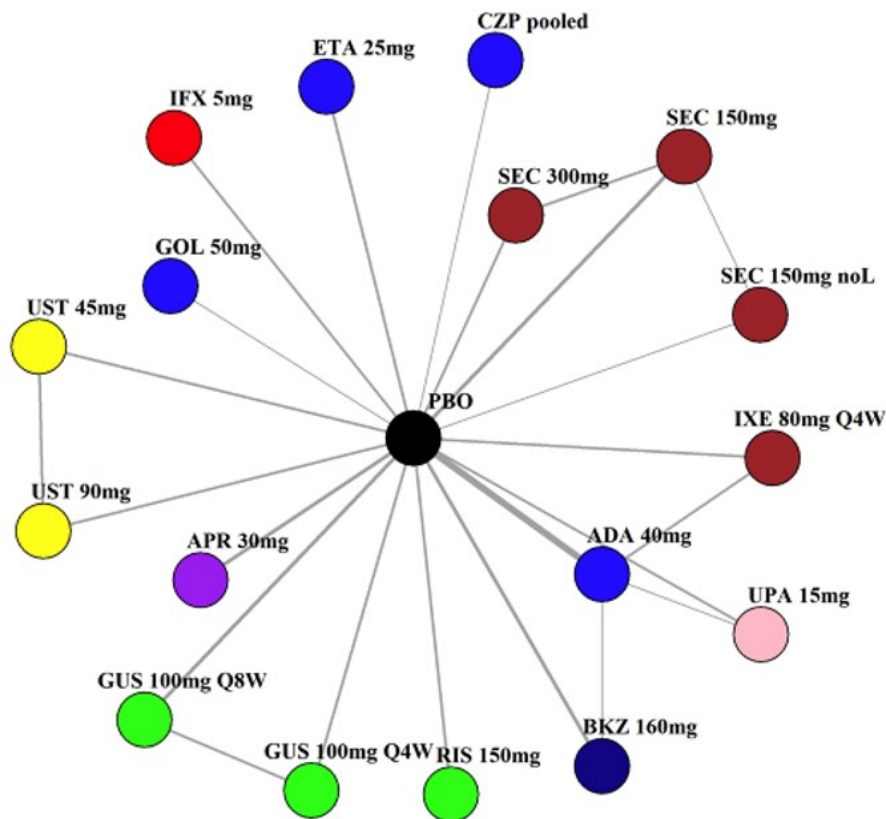 CZP pooled
ETA 25mg
IFX 5mg
SEC 150mg
SEC 300mg
GOL 50mg
SEC 150mg noL
UST 45mg
PBO
IXE 80mg Q4W
UST 90mg
APR 30mg
ADA 40mg
UPA 15mg
GUS 100mg Q8W
BKZ 160mg
GUS 100mg Q4W
RIS 150mg